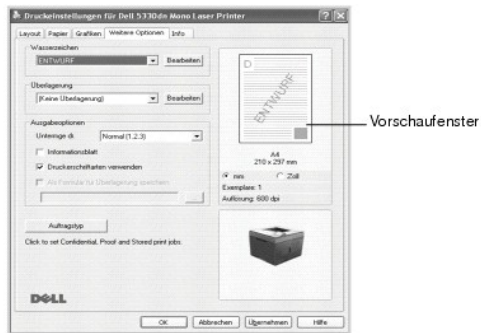 Druckeinstellungen für Dell 5330dn Mono Laser Printer
Layout Papier Grafiken Weitere Optionen Info
Wasserzeichen
ENTWURF
Bearbeiten
Überlagerung
(Keine Überlagerung)
Bearbeiten
Ausgabeoptionen
Unterroge di
Normal (1,2,3)
Informationsblatt
Druckerschriftarten verwenden
Als Formular für Überlagerung speichern
Auftragstyp
Click to set Confidential, Proof and Stored print jobs.
DELL
D
ENTWURF
A4
210 x 297 mm
mm
Zoll
Exemplare: 1
Auflösung: 600 dpi
Vorschaufenster
OK Abbrechen Übernehmen Hilfe